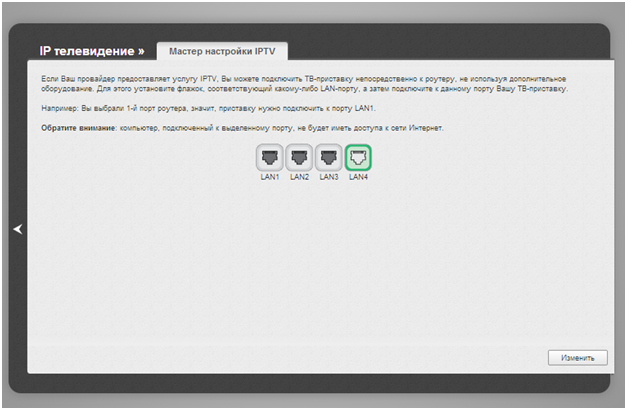 IP телевидение »
Мастер настройки IPTV
Если Ваш провайдер предоставляет услугу IPTV, Вы можете подключить ТВ-приставку непосредственно к роутеру, не используя дополнительное
оборудование. Для этого установите флажок, соответствующий какому-либо LAN-порту, а затем подключите к данному порту Вашу ТВ-приставку.
Например: Вы выбрали 1-й порт роутера, значит, приставку нужно подключить к порту LAN1.
Обратите внимание: компьютер, подключенный к выделенному порту, не будет иметь доступа к сети Интернет.
LAN1 LAN2 LAN3 LAN4
Изменить